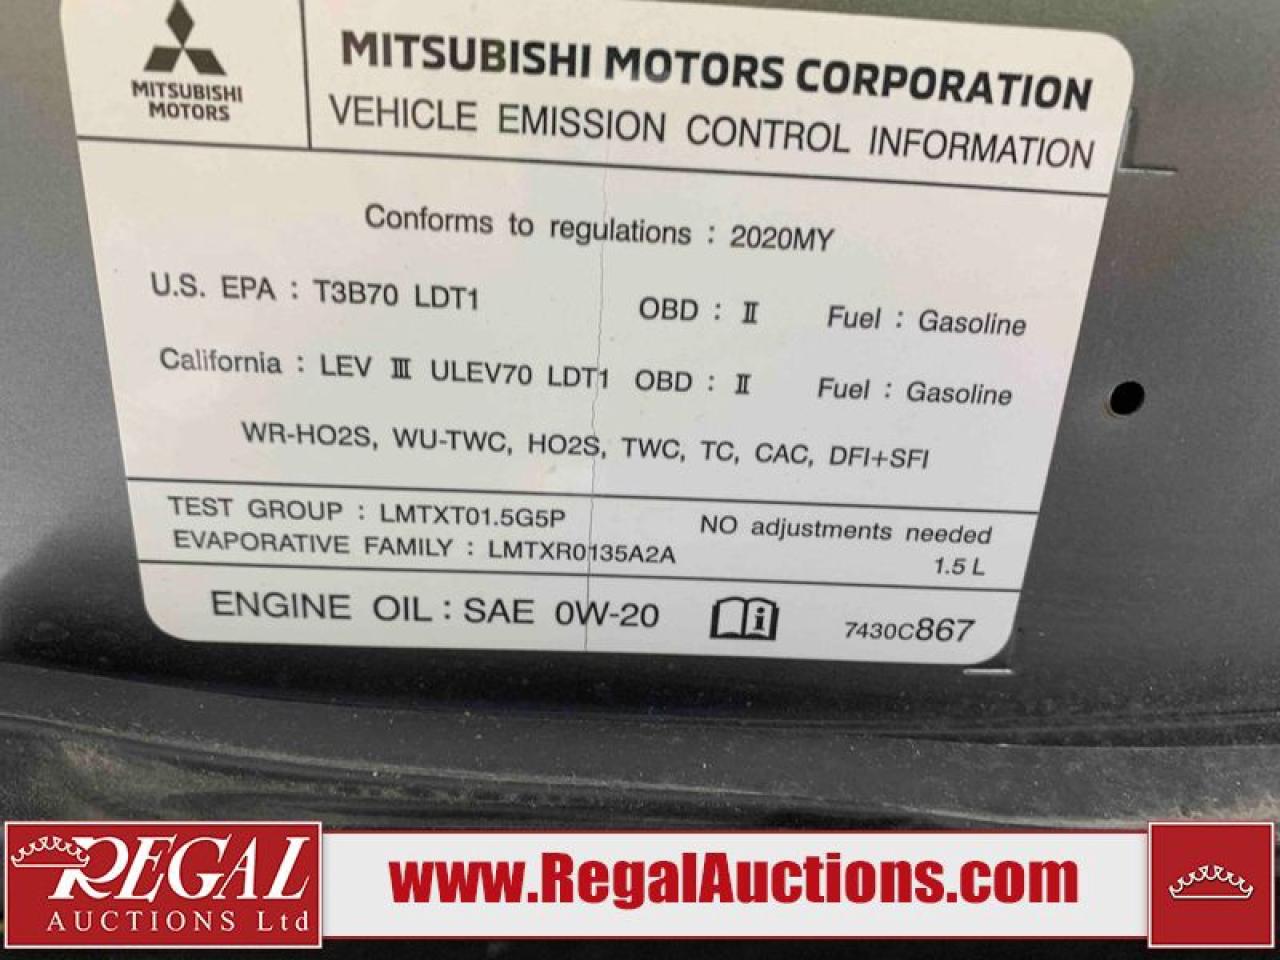 MITSUBISHI
MOTORS
MITSUBISHI MOTORS CORPORATION
VEHICLE EMISSION CONTROL INFORMATION
Conforms to regulations : 2020MY
U.S. EPA : T3B70 LDT1 OBD : Ⅱ Fuel : Gasoline
California : LEV Ⅲ ULEV70 LDT1 OBD : Ⅱ Fuel : Gasoline
WR-HO2S, WU-TWC, HO2S, TWC, TC, CAC, DFI+SFI
TEST GROUP : LMTXT01.5G5P NO adjustments needed
EVAPORATIVE FAMILY : LMTXR0135A2A 1.5 L
ENGINE OIL : SAE 0W-20 7430C867
REGAL
AUCTIONS Ltd
www.RegalAuctions.com